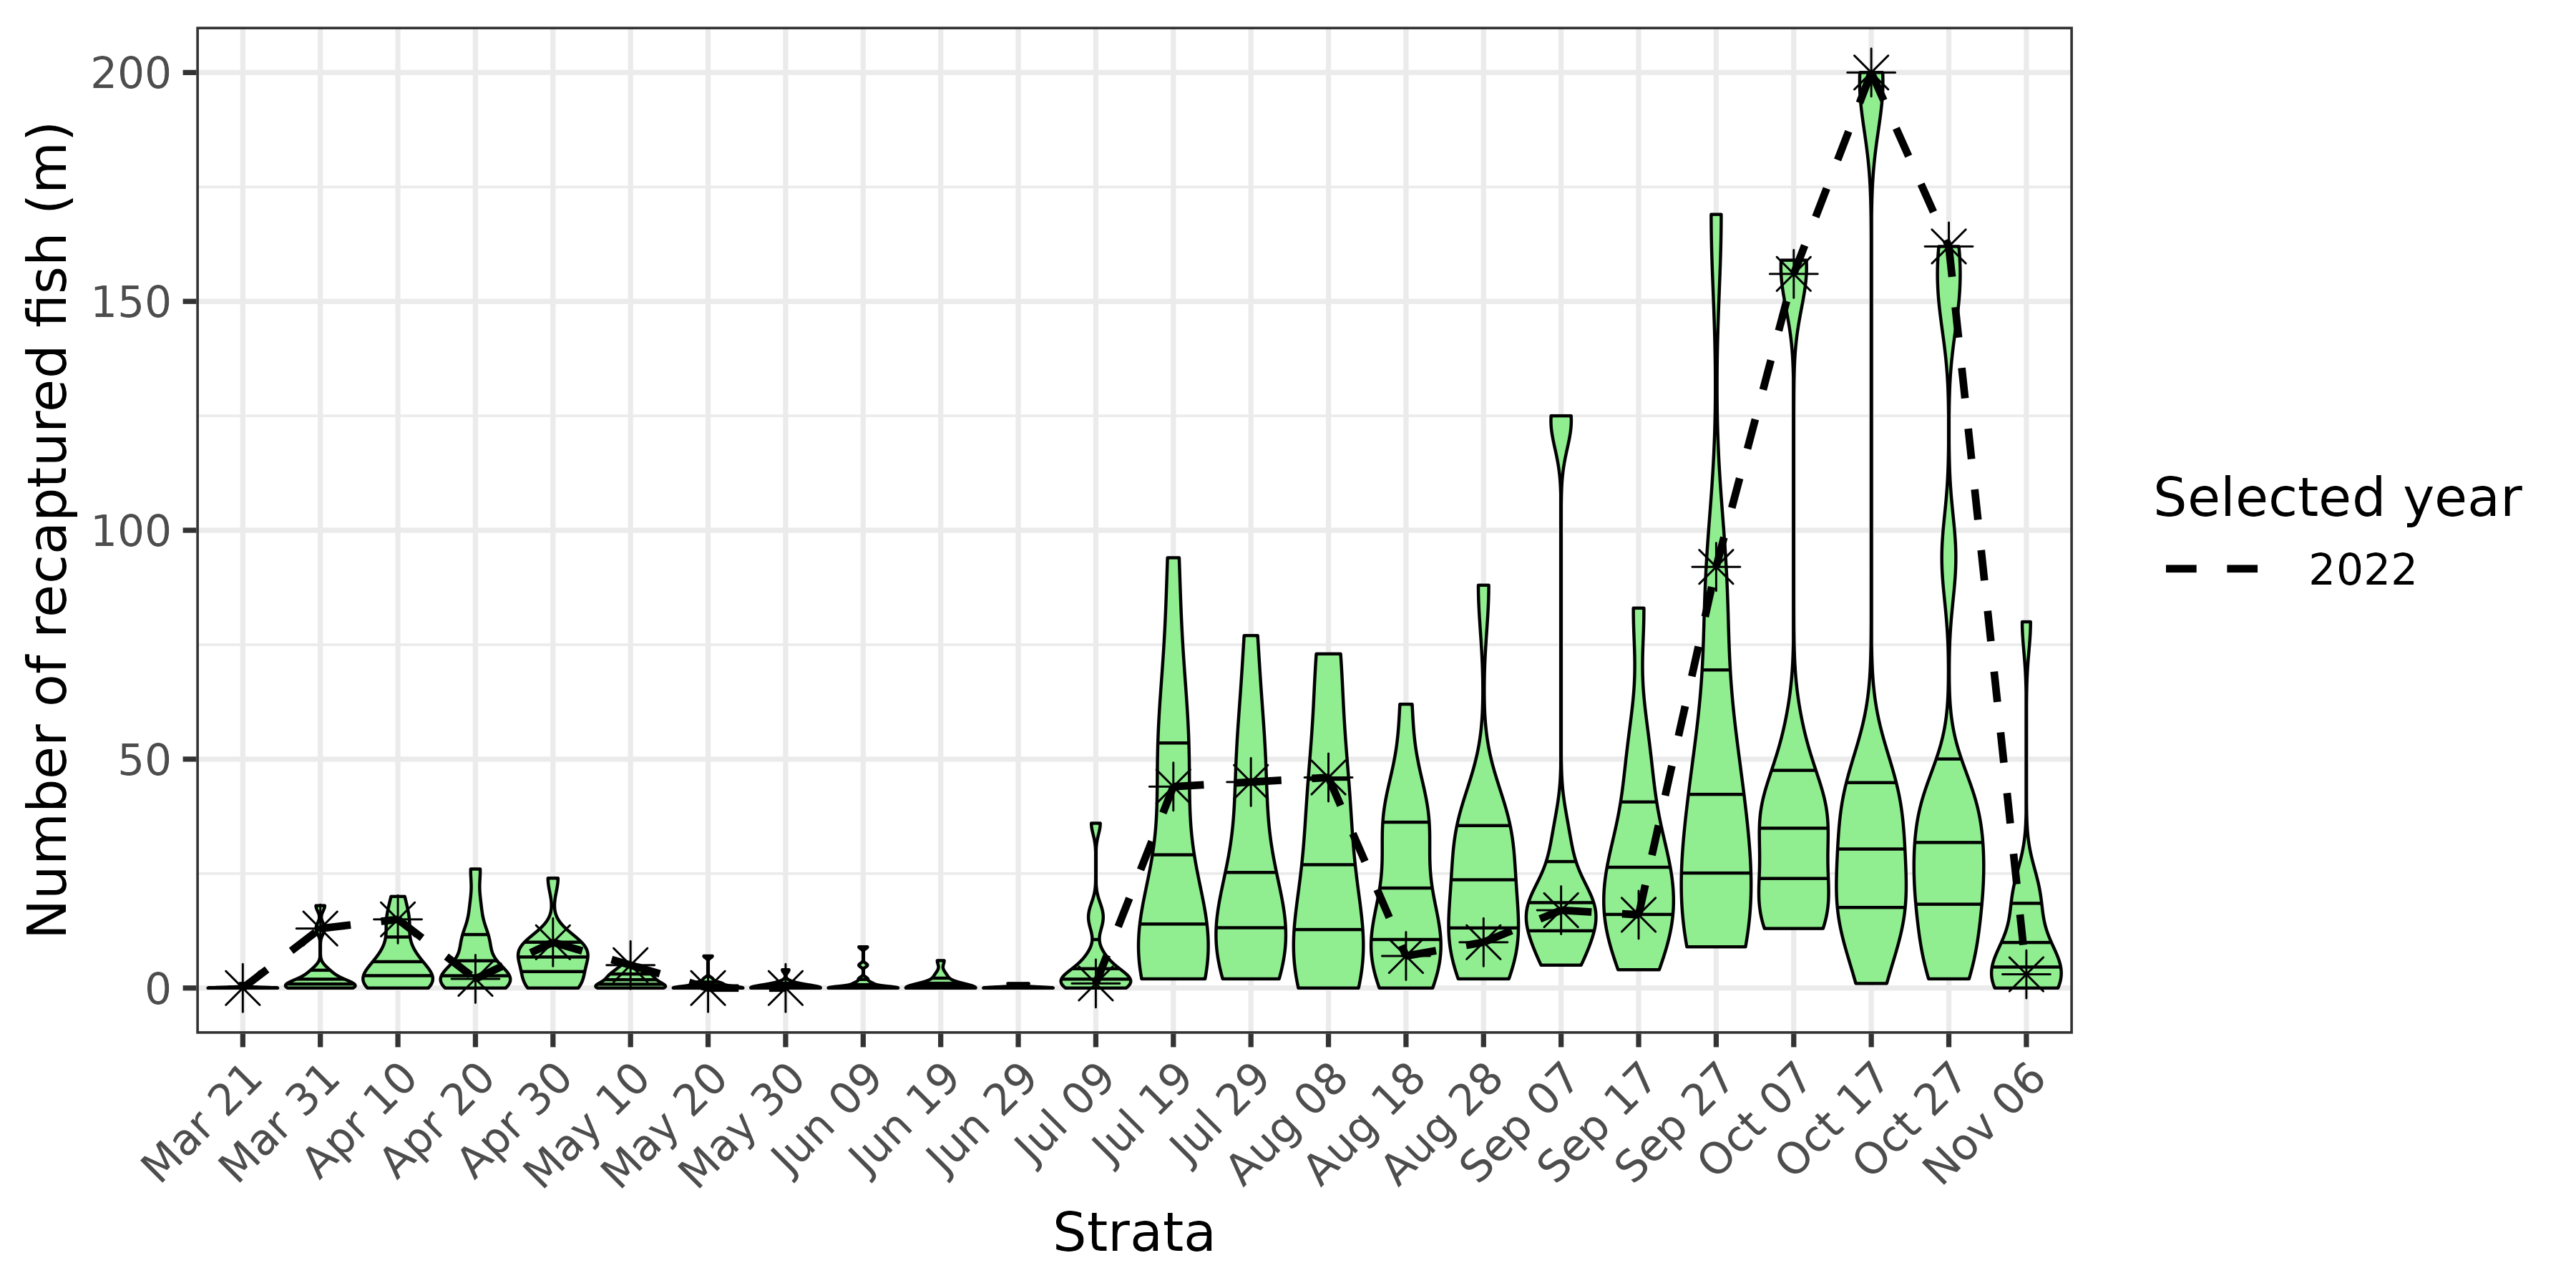 Number of recaptured fish (m)
200
150
100
50
0
Mar 21
Mar 31
Apr 10
Apr 20
Apr 30
May 10
May 20
May 30
Jun 09
Jun 19
Jun 29
Jul 09
Jul 19
Jul 29
Aug 08
Aug 18
Aug 28
Sep 07
Sep 17
Sep 27
Oct 07
Oct 17
Oct 27
Nov 06
Strata
Selected year
2022